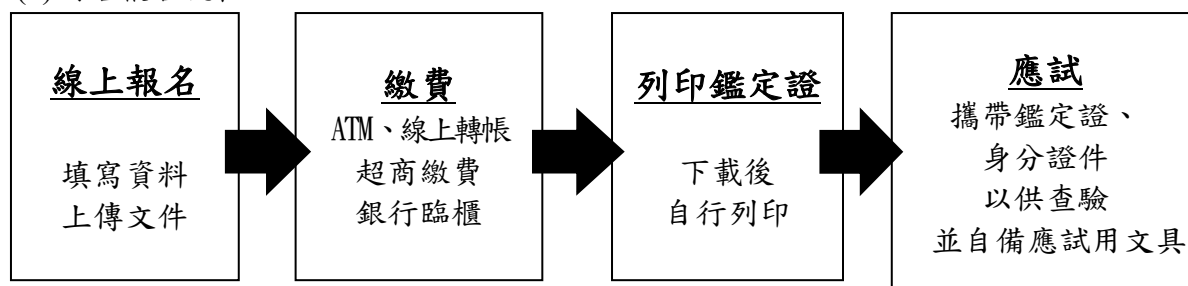 線上報名
填寫資料
上傳文件
繳費
ATM、線上轉帳
超商繳費
銀行臨櫃
列印鑑定證
下載後
自行列印
應試
攜帶鑑定證、
身分證件
以供查驗
並自備應試用文具